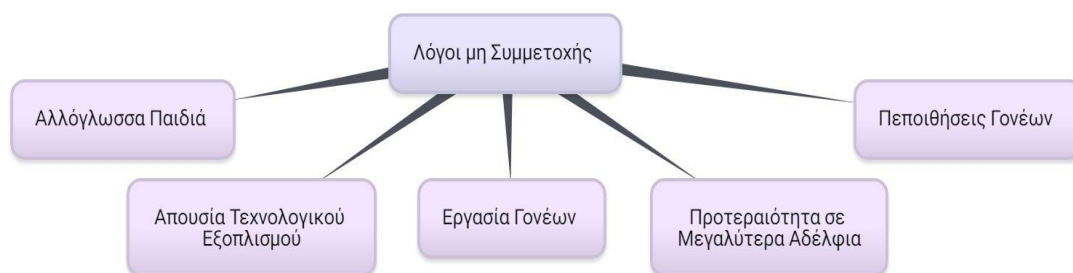 Λόγοι μη Συμμετοχής
Αλλόγλωσσα Παιδιά
Πεποιθήσεις Γονέων
Απουσία Τεχνολογικού
Εξοπλισμού
Εργασία Γονέων
Προτεραιότητα σε
Μεγαλύτερα Αδέλφια